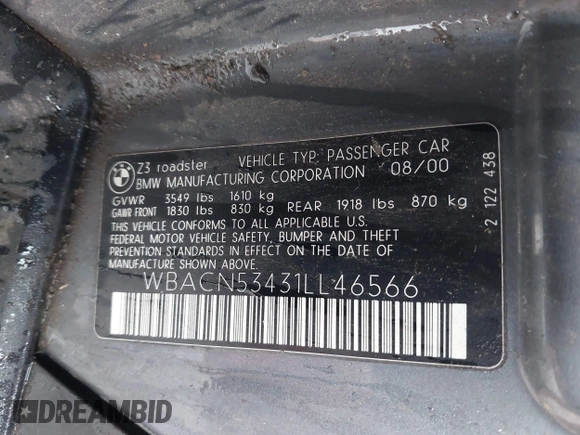 BMW
Z3 roadster VEHICLE TYP: PASSENGER CAR
BMW MANUFACTURING CORPORATION 08/00
GVWR 3549 lbs 1610 kg
GAWR FRONT 1830 lbs 830 kg REAR 1918 lbs 870 kg
THIS VEHICLE CONFORMS TO ALL APPLICABLE U.S.
FEDERAL MOTOR VEHICLE SAFETY, BUMPER AND THEFT
PREVENTION STANDARDS IN EFFECT ON THE DATE OF
MANUFACTURE SHOWN ABOVE.
WBACN53431LL46566
2 122 438
DREAMBID